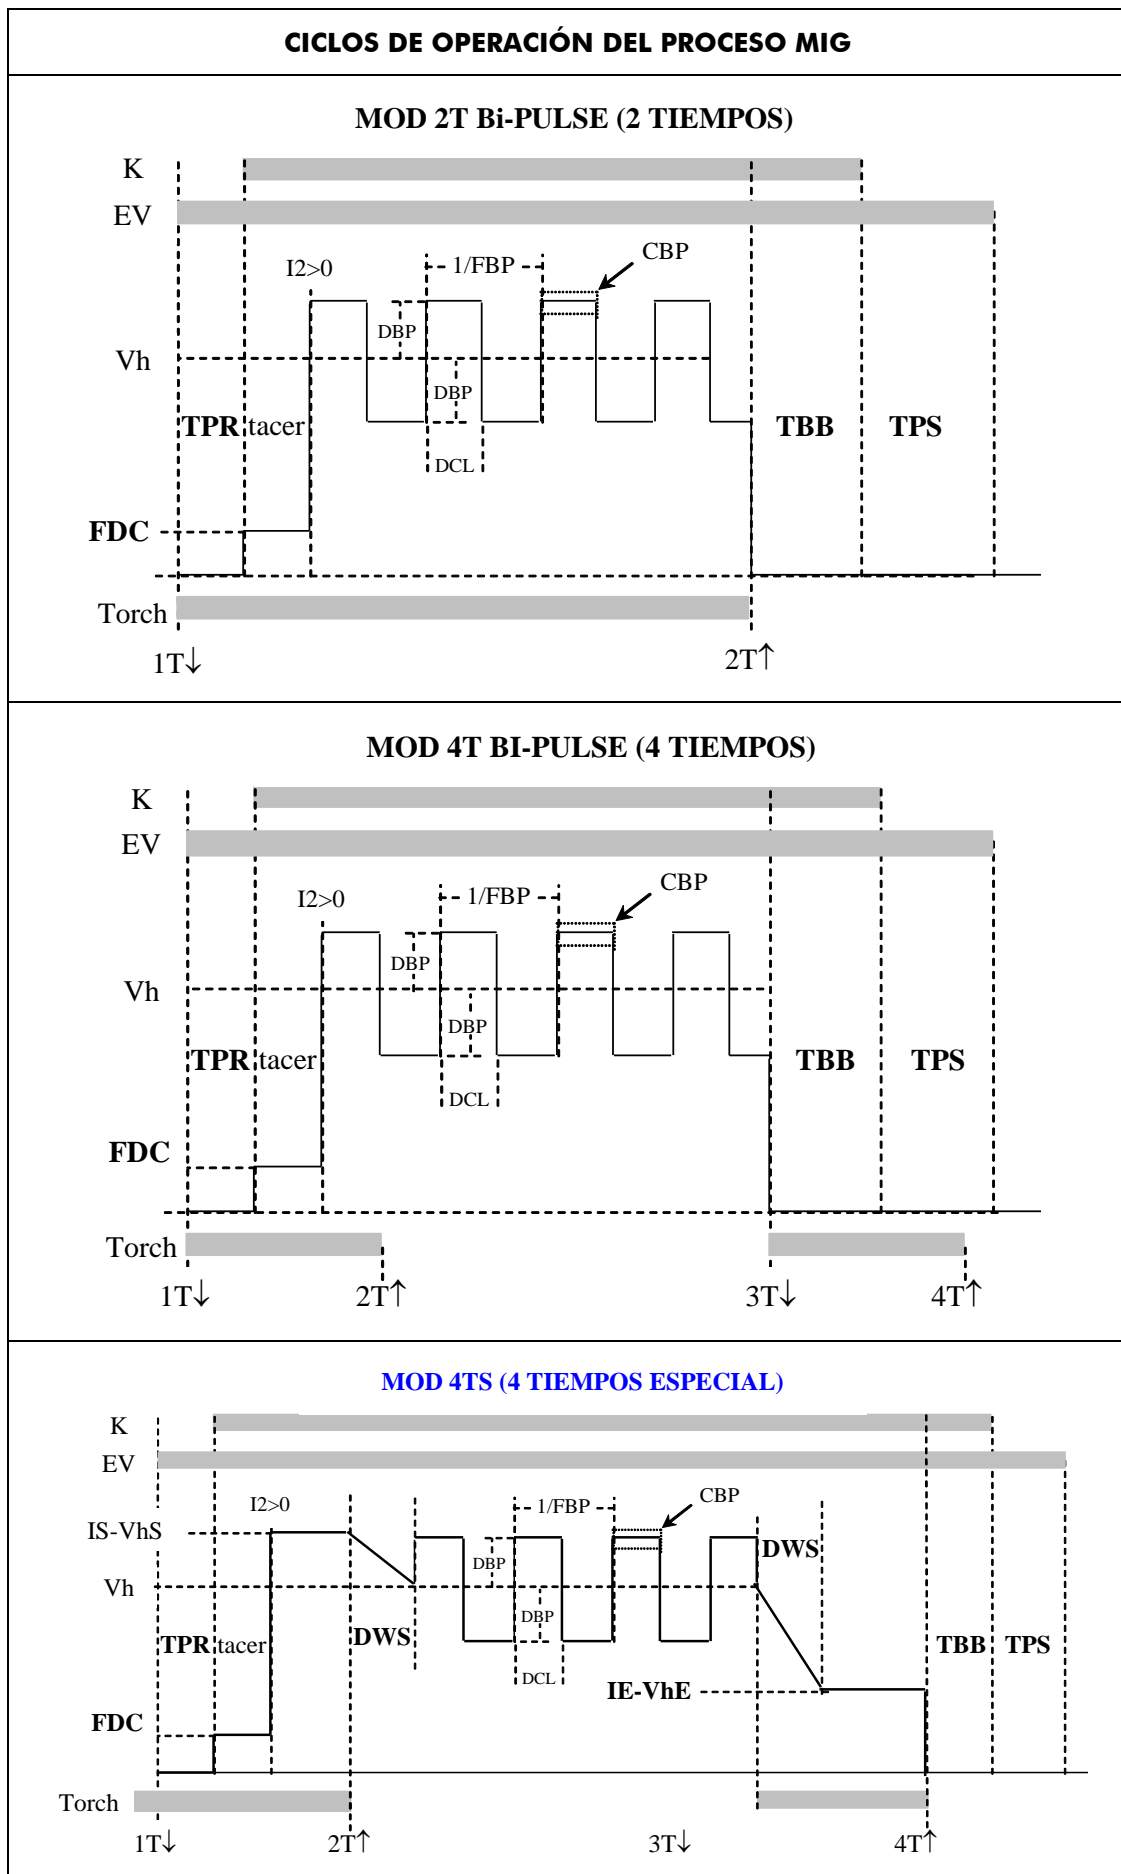 CICLOS DE OPERACIÓN DEL PROCESO MIG
MOD 2T Bi-PULSE (2 TIEMPOS)
K
EV
I2>0
1/FBP
CBP
DBP
Vh
DBP
TPR tacer
TBB
TPS
DCL
FDC
Torch
1T↓
2T↑
MOD 4T BI-PULSE (4 TIEMPOS)
K
EV
I2>0
1/FBP
CBP
DBP
Vh
DBP
TPR tacer
TBB
TPS
DCL
FDC
Torch
1T↓
2T↑
3T↓
4T↑
MOD 4TS (4 TIEMPOS ESPECIAL)
K
EV
I2>0
1/FBP
CBP
IS-VhS
DWS
DBP
Vh
DBP
TPR tacer
DWS
TBB
TPS
DCL
IE-VhE
FDC
Torch
1T↓
2T↑
3T↓
4T↑